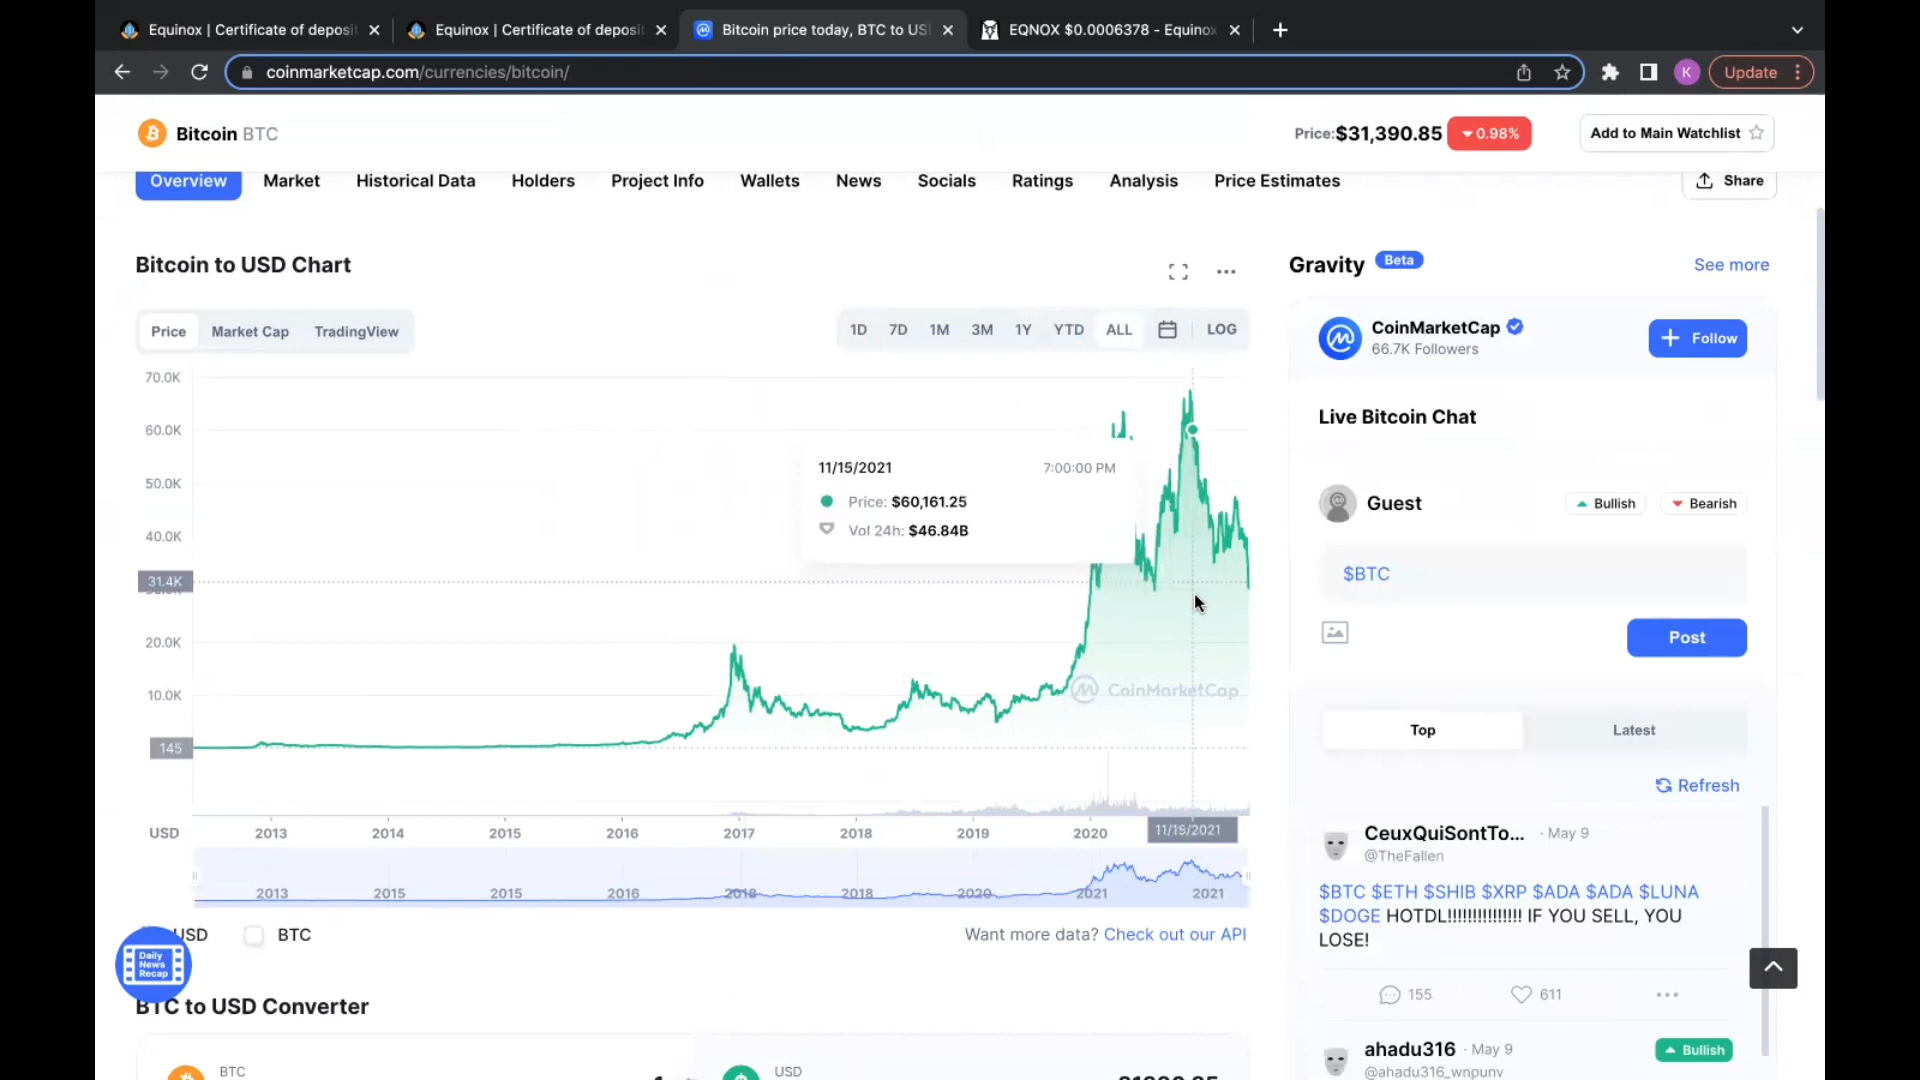 Equinox | Certificate of deposit
Equinox | Certificate of deposit
Bitcoin price today, BTC to US
EQNOX $0.0006378 - Equinox
coinmarketcap.com/currencies/bitcoin/
K
Update
Bitcoin BTC
Price:$31,390.85
0.98%
Add to Main Watchlist
Overview
Market
Historical Data
Holders
Project Info
Wallets
News
Socials
Ratings
Analysis
Price Estimates
Share
Bitcoin to USD Chart
Price
Market Cap
TradingView
1D
7D
1M
3M
1Y
YTD
ALL
LOG
70.0K
60.0K
50.0K
40.0K
31.4K
20.0K
10.0K
145
11/15/2021
7:00:00 PM
Price: $60,161.25
Vol 24h: $46.84B
CoinMarketCap
USD
2013
2014
2015
2016
2017
2018
2019
2020
11/15/2021
2013
2015
2015
2016
2018
2018
2020
2021
2021
USD
BTC
Want more data? Check out our API
Daily
News
Recap
BTC to USD Converter
BTC
USD
Gravity
Beta
See more
CoinMarketCap
66.7K Followers
Follow
Live Bitcoin Chat
Guest
Bullish
Bearish
$BTC
Post
Top
Latest
Refresh
CeuxQuiSontTo...
· May 9
@TheFallen
$BTC $ETH $SHIB $XRP $ADA $ADA $LUNA
$DOGE HOTDL!!!!!!!!!!!!!!! IF YOU SELL, YOU
LOSE!
155
611
ahadu316
· May 9
Bullish
@ahadu316_wnpunv